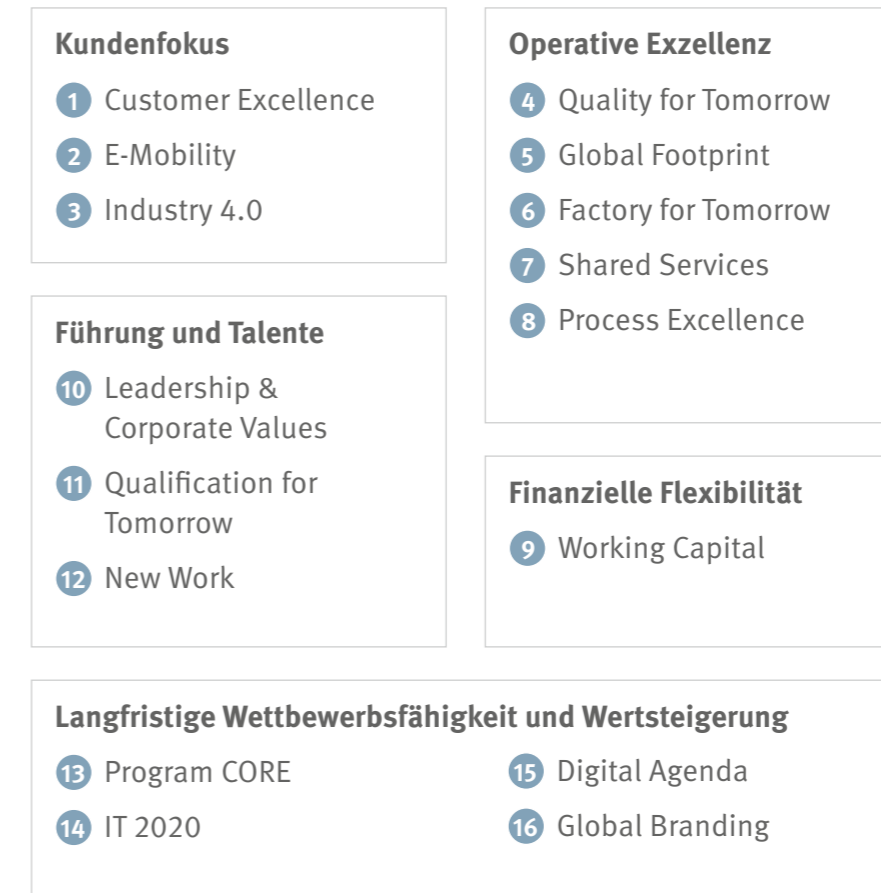 Kundenfokus
1 Customer Excellence
2 E-Mobility
3 Industry 4.0
Operative Exzellenz
4 Quality for Tomorrow
5 Global Footprint
6 Factory for Tomorrow
7 Shared Services
8 Process Excellence
Führung und Talente
10 Leadership &
Corporate Values
11 Qualification for
Tomorrow
12 New Work
Finanzielle Flexibilität
9 Working Capital
Langfristige Wettbewerbsfähigkeit und Wertsteigerung
13 Program CORE
14 IT 2020
15 Digital Agenda
16 Global Branding